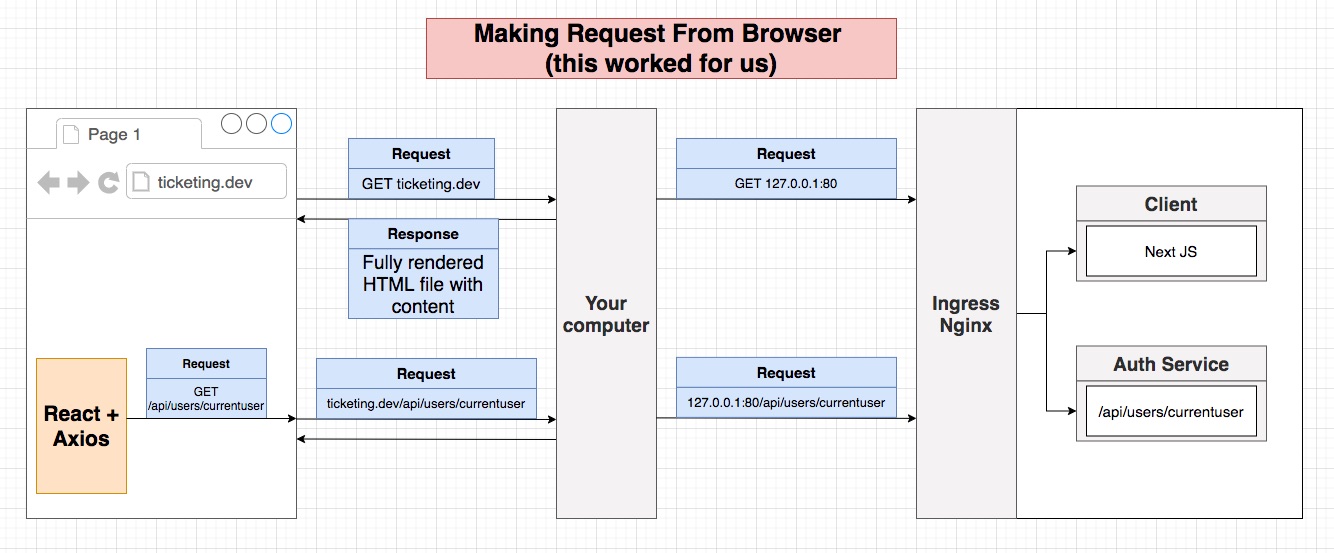 Making Request From Browser
(this worked for us)
Page 1
ticketing.dev
Request
GET ticketing.dev
Response
Fully rendered
HTML file with
content
Request
GET 127.0.0.1:80
Your
computer
Ingress
Nginx
Client
Next JS
Auth Service
/api/users/currentuser
React +
Axios
Request
GET
/api/users/currentuser
Request
ticketing.dev/api/users/currentuser
Request
127.0.0.1:80/api/users/currentuser